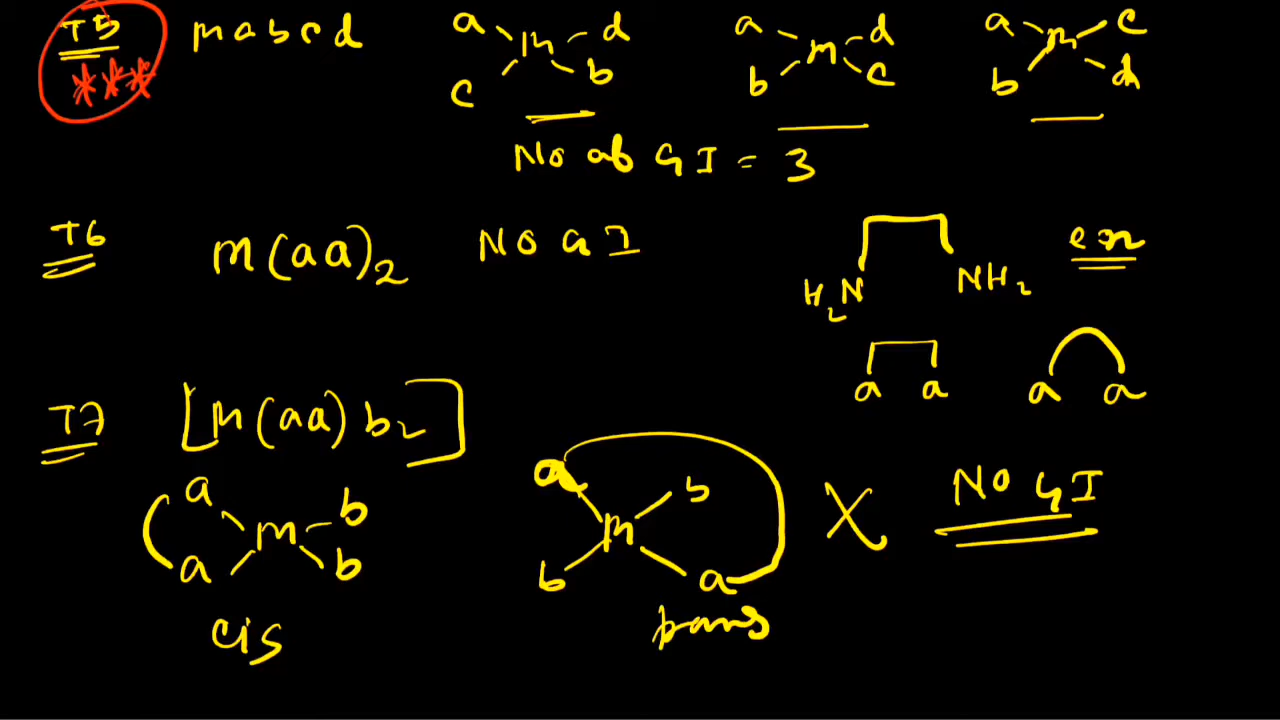 T5 Mabcd
***
a d
M
c b
a d
M
b c
a c
M
b d
No of GI = 3
T6 M(aa)2 NO GI
H2N NH2 en
a a a a
T7 [M(aa) b2]
a b
M
a b
cis
a b
M
b a
trans
X NO GI